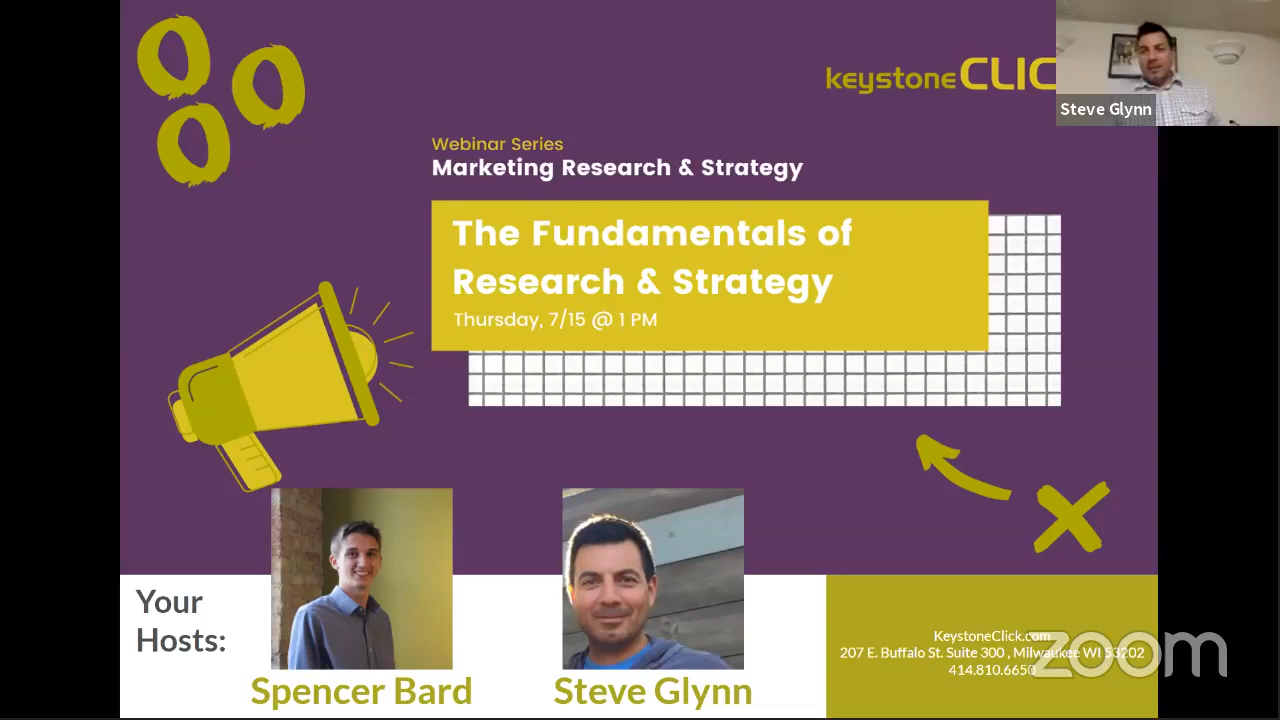 keystoneCLIC
Steve Glynn
Webinar Series
Marketing Research & Strategy
The Fundamentals of
Research & Strategy
Thursday, 7/15 @ 1 PM
Your
Hosts:
Spencer Bard
Steve Glynn
KeystoneClick.com
207 E. Buffalo St. Suite 300 , Milwaukee WI 53202
414.810.6650
zoom